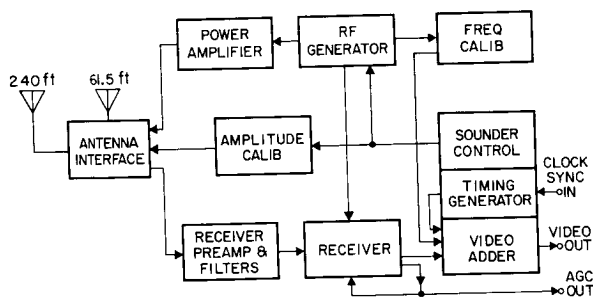 POWER
AMPLIFIER
RF
GENERATOR
FREQ
CALIB
240 ft
61.5 ft
ANTENNA
INTERFACE
AMPLITUDE
CALIB
SOUNDER
CONTROL
CLOCK
SYNC
IN
TIMING
GENERATOR
RECEIVER
PREAMP &
FILTERS
RECEIVER
VIDEO
ADDER
VIDEO
OUT
AGC
OUT